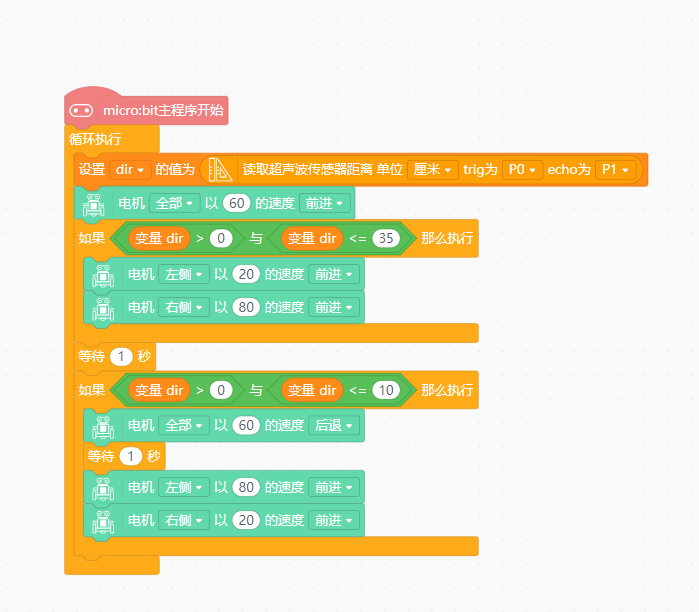 micro:bit主程序开始
循环执行
设置 dir 的值为 读取超声波传感器距离 单位 厘米 trig为 P0 echo为 P1
电机 全部 以 60 的速度 前进
如果 变量 dir > 0 与 变量 dir <= 35 那么执行
电机 左侧 以 20 的速度 前进
电机 右侧 以 80 的速度 前进
等待 1 秒
如果 变量 dir > 0 与 变量 dir <= 10 那么执行
电机 全部 以 60 的速度 后退
等待 1 秒
电机 左侧 以 80 的速度 前进
电机 右侧 以 20 的速度 前进